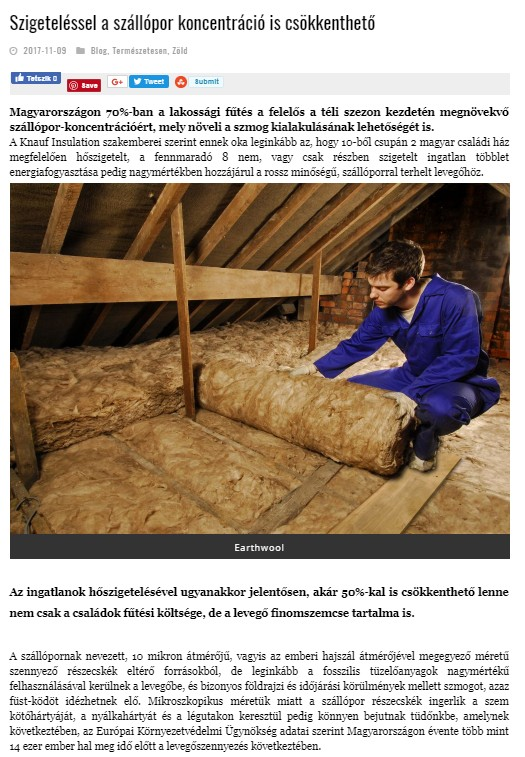 Szigeteléssel a szállópor koncentráció is csökkenthető
2017-11-09 Blog, Természetesen, Zöld
Tetszik 0 Save G+ Tweet Submit
Magyarországon 70%-ban a lakossági fűtés a felelős a téli szezon kezdetén megnövekvő
szállópor-koncentrációért, mely növeli a szmog kialakulásának lehetőségét is.
A Knauf Insulation szakemberei szerint ennek oka leginkább az, hogy 10-ből csupán 2 magyar családi ház
megfelelően hőszigetelt, a fennmaradó 8 nem, vagy csak részben szigetelt ingatlan többlet
energiafogyasztása pedig nagymértékben hozzájárul a rossz minőségű, szállóporral terhelt levegőhöz.
Earthwool
Az ingatlanok hőszigetelésével ugyanakkor jelentősen, akár 50%-kal is csökkenthető lenne
nem csak a családok fűtési költsége, de a levegő finomszemcse tartalma is.
A szállópornak nevezett, 10 mikron átmérőjű, vagyis az emberi hajszál átmérőjével megegyező méretű
szennyező részecskék eltérő forrásokból, de leginkább a fosszilis tüzelőanyagok nagymértékű
felhasználásával kerülnek a levegőbe, és bizonyos földrajzi és időjárási körülmények mellett szmogot, azaz
füst-ködöt idézhetnek elő. Mikroszkopikus méretük miatt a szállópor részecskék ingerlik a szem
kötőhártyáját, a nyálkahártyát és a légutakon keresztül pedig könnyen bejutnak tüdőnkbe, amelynek
következtében, az Európai Környezetvédelmi Ügynökség adatai szerint Magyarországon évente több mint
14 ezer ember hal meg idő előtt a levegőszennyezés következtében.